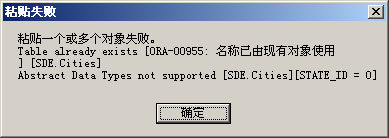 粘贴失败
粘贴一个或多个对象失败。
Table already exists [ORA-00955: 名称已由现有对象使用
] [SDE.Cities]
Abstract Data Types not supported [SDE.Cities][STATE_ID = 0]
确定